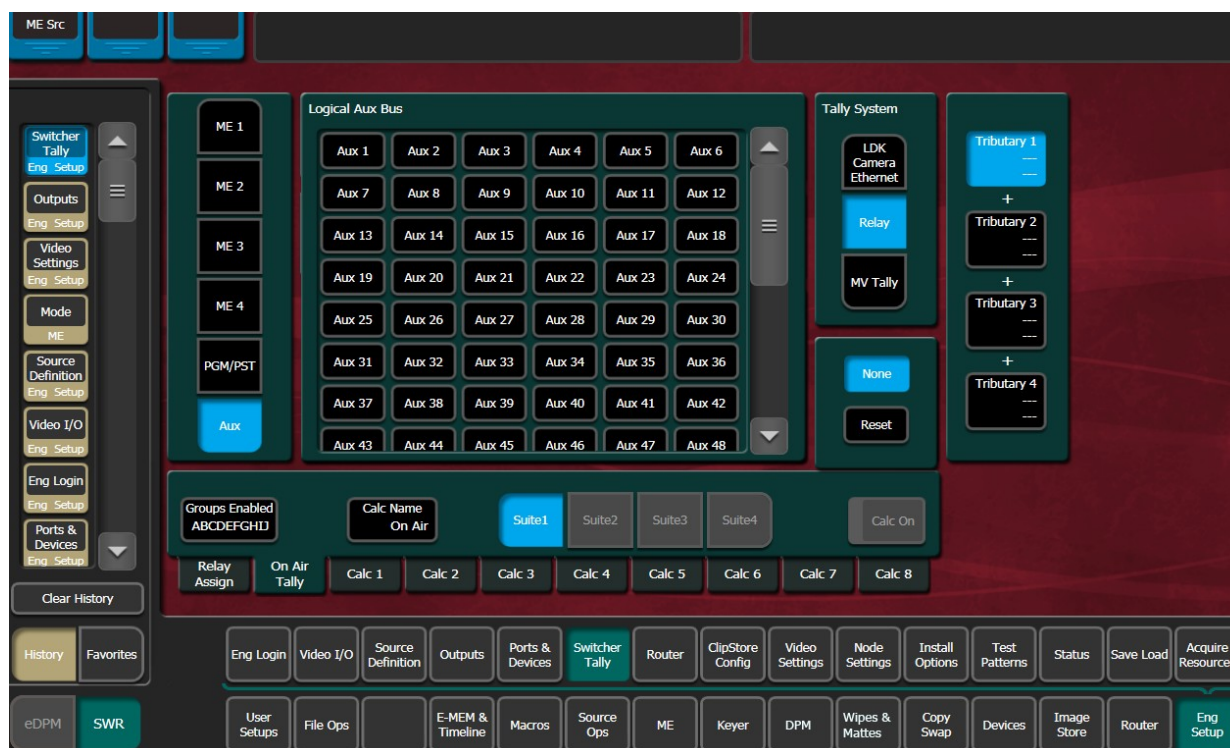 ME Src
Switcher
Tally
Eng Setup
Outputs
Eng Setup
Video
Settings
Eng Setup
Mode
ME
Source
Definition
Eng Setup
Video I/O
Eng Setup
Eng Login
Eng Setup
Ports &
Devices
Eng Setup
Clear History
History Favorites
eDPM SWR
ME 1
ME 2
ME 3
ME 4
PGM/PST
Aux
Logical Aux Bus
Aux 1 Aux 2 Aux 3 Aux 4 Aux 5 Aux 6
Aux 7 Aux 8 Aux 9 Aux 10 Aux 11 Aux 12
Aux 13 Aux 14 Aux 15 Aux 16 Aux 17 Aux 18
Aux 19 Aux 20 Aux 21 Aux 22 Aux 23 Aux 24
Aux 25 Aux 26 Aux 27 Aux 28 Aux 29 Aux 30
Aux 31 Aux 32 Aux 33 Aux 34 Aux 35 Aux 36
Aux 37 Aux 38 Aux 39 Aux 40 Aux 41 Aux 42
Aux 43 Aux 44 Aux 45 Aux 46 Aux 47 Aux 48
Tally System
LDK
Camera
Ethernet
Relay
MV Tally
None
Reset
Tributary 1
---
---
+
Tributary 2
---
---
+
Tributary 3
---
---
+
Tributary 4
---
---
Groups Enabled
ABCDEFGHIJ
Calc Name
On Air
Suite1 Suite2 Suite3 Suite4
Calc On
Relay
Assign
On Air
Tally
Calc 1 Calc 2 Calc 3 Calc 4 Calc 5 Calc 6 Calc 7 Calc 8
Eng Login
Video I/O
Source
Definition
Outputs
Ports &
Devices
Switcher
Tally
Router
ClipStore
Config
Video
Settings
Node
Settings
Install
Options
Test
Patterns
Status
Save Load
Acquire
Resource
User
Setups
File Ops
E-MEM &
Timeline
Macros
Source
Ops
ME
Keyer
DPM
Wipes &
Mattes
Copy
Swap
Devices
Image
Store
Router
Eng
Setup